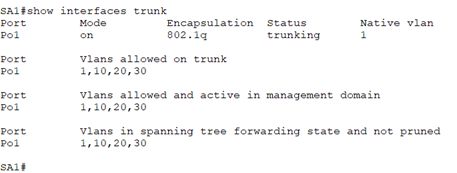 SA1#show interfaces trunk
Port        Mode         Encapsulation  Status        Native vlan
Po1         on           802.1q         trunking      1
Port        Vlans allowed on trunk
Po1         1,10,20,30
Port        Vlans allowed and active in management domain
Po1         1,10,20,30
Port        Vlans in spanning tree forwarding state and not pruned
Po1         1,10,20,30
SA1#